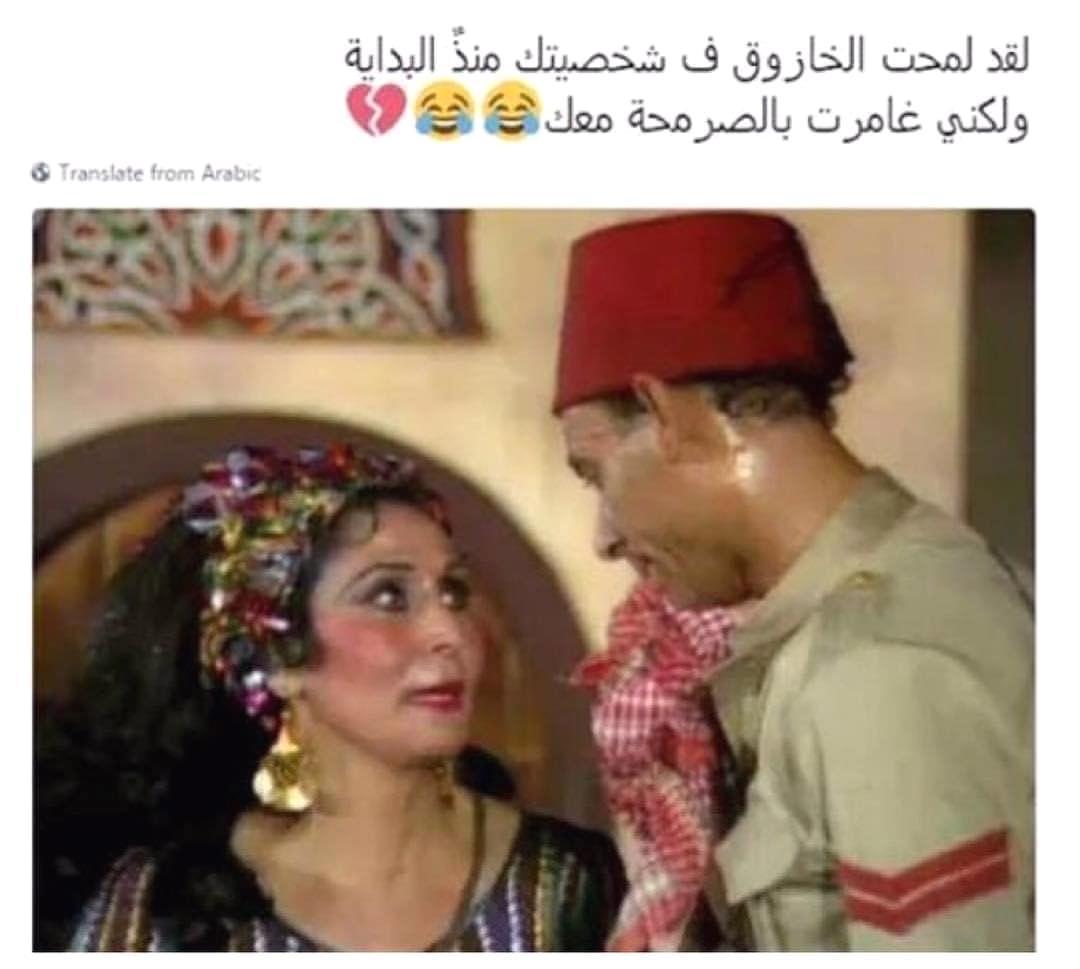 لقد لمحت الخازوق ف شخصيتك منذٌ البداية
ولكني غامرت بالصرمحة معك😂😂💔
Translate from Arabic